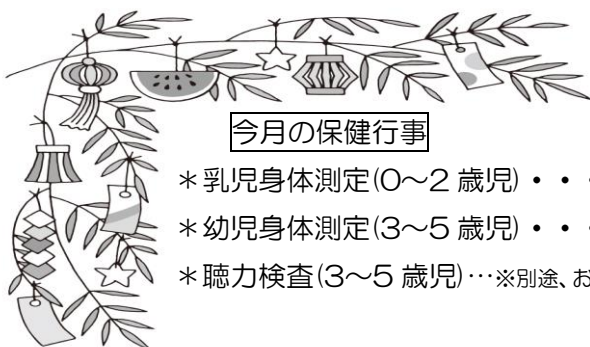 今月の保健行事
＊乳児身体測定(0～2 歳児)・・・
＊幼児身体測定(3～5 歳児)・・・
＊聴力検査(3～5 歳児)…※別途、お